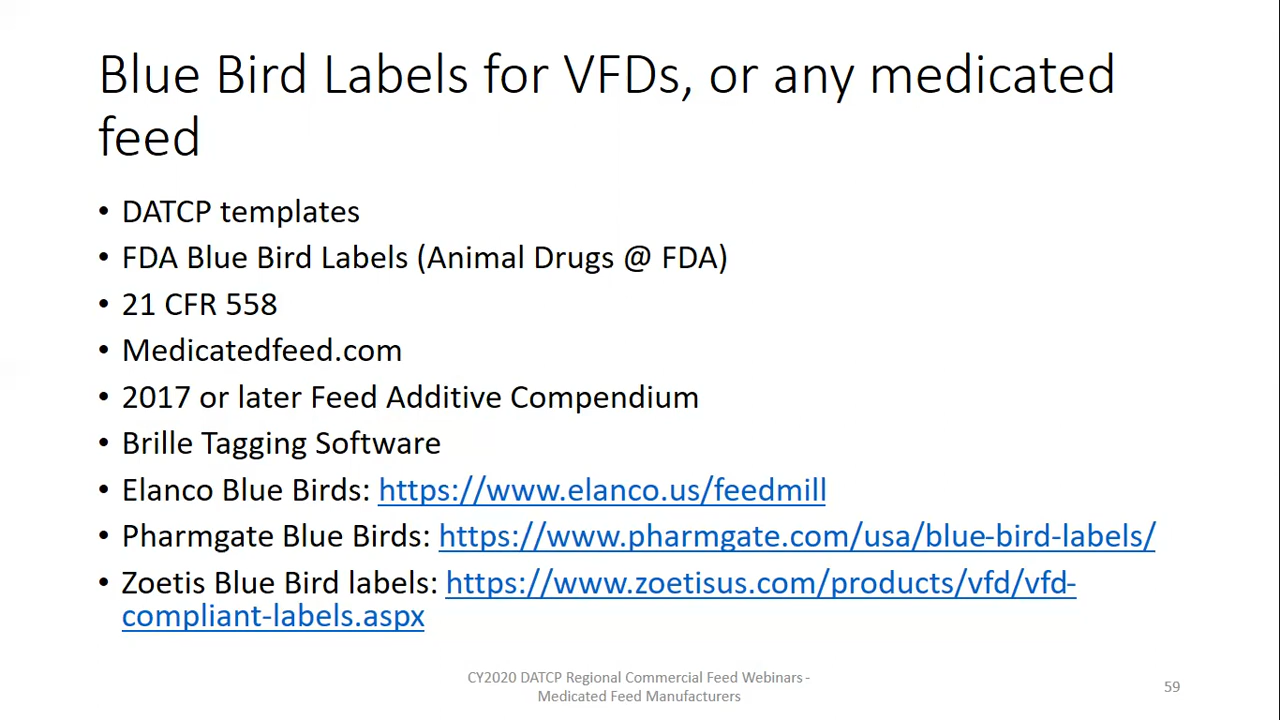 Blue Bird Labels for VFDs, or any medicated
feed
• DATCP templates
• FDA Blue Bird Labels (Animal Drugs @ FDA)
• 21 CFR 558
• Medicatedfeed.com
• 2017 or later Feed Additive Compendium
• Brille Tagging Software
• Elanco Blue Birds: https://www.elanco.us/feedmill
• Pharmgate Blue Birds: https://www.pharmgate.com/usa/blue-bird-labels/
• Zoetis Blue Bird labels: https://www.zoetisus.com/products/vfd/vfd-
compliant-labels.aspx
CY2020 DATCP Regional Commercial Feed Webinars -
Medicated Feed Manufacturers
59